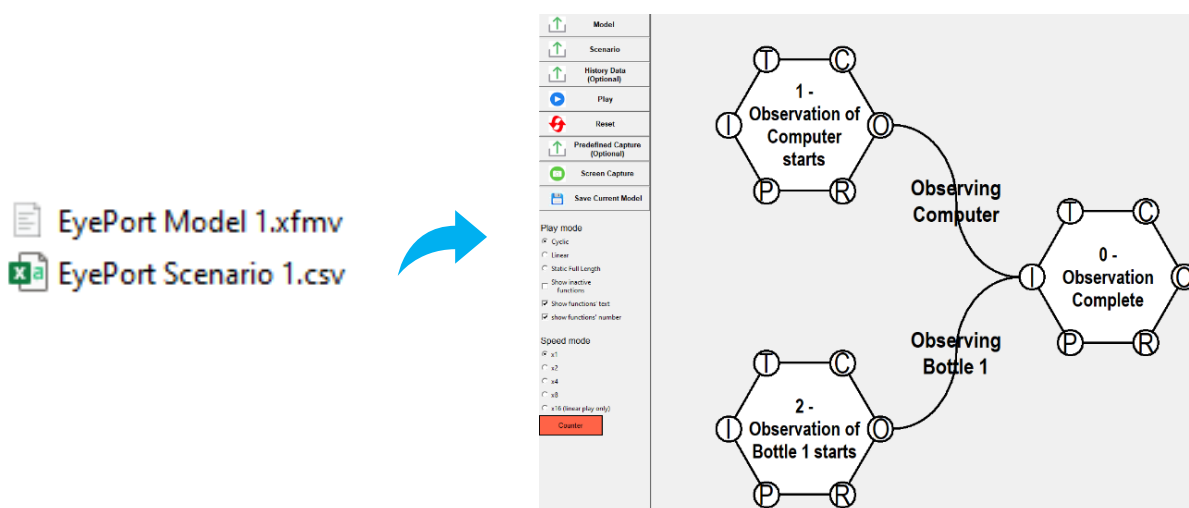 EyePort Model 1.xfmv
EyePort Scenario 1.csv
Model
Scenario
History Data
(Optional)
Play
Reset
Predefined Capture
(Optional)
Screen Capture
Save Current Model
Play mode
Cyclic
Linear
Static Full Length
Show inactive
functions
Show functions' text
show functions' number
Speed mode
x1
x2
x4
x8
x16 (linear play only)
Counter
T C
1 -
Observation of
Computer
starts
I O
P R
Observing
Computer
T C
0 -
Observation
Complete
I O
P R
Observing
Bottle 1
T C
2 -
Observation of
Bottle 1 starts
I O
P R